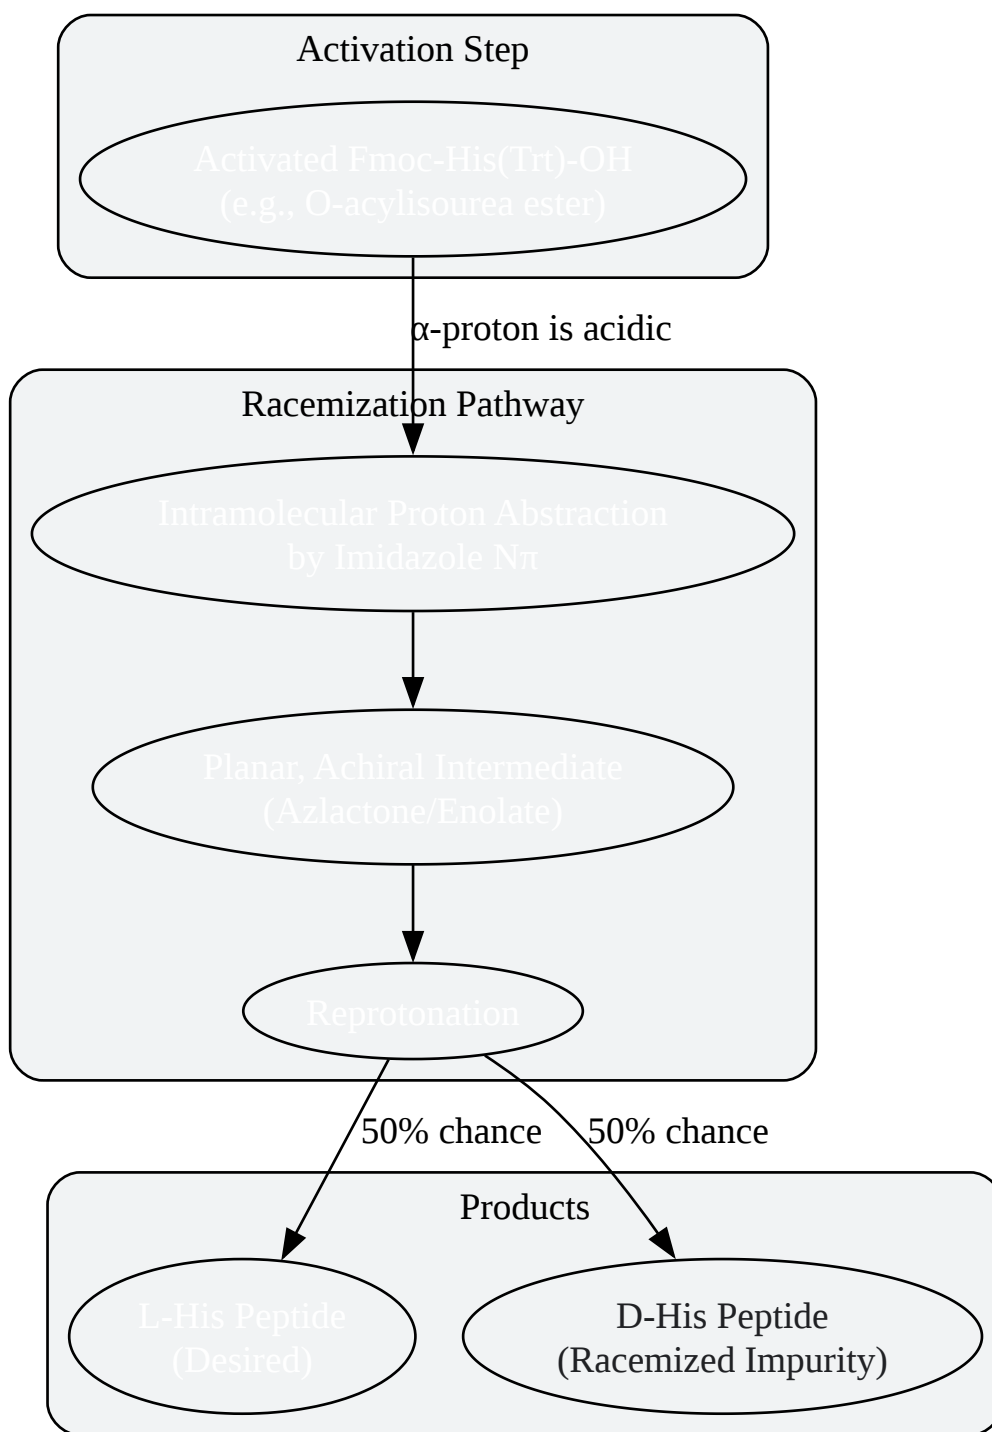 Activation Step
Activated Fmoc-His(Trt)-OH
(e.g., O-acylisourea ester)
α-proton is acidic
Racemization Pathway
Intramolecular Proton Abstraction
by Imidazole Nπ
Planar, Achiral Intermediate
(Azlactone/Enolate)
Reprotonation
50% chance
50% chance
Products
L-His Peptide
(Desired)
D-His Peptide
(Racemized Impurity)